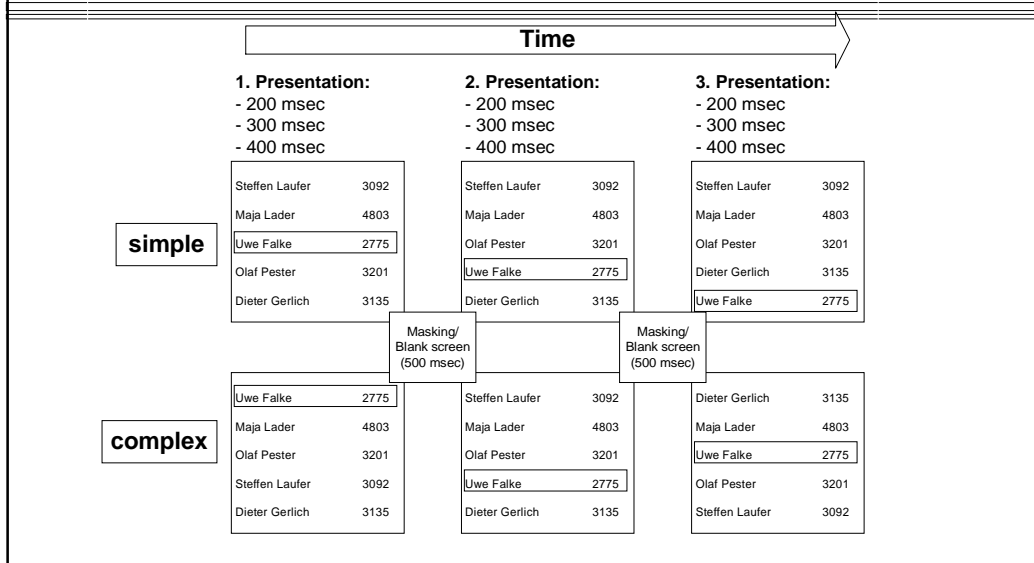 Time
1. Presentation:
- 200 msec
- 300 msec
- 400 msec
2. Presentation:
- 200 msec
- 300 msec
- 400 msec
3. Presentation:
- 200 msec
- 300 msec
- 400 msec
simple
Steffen Laufer 3092
Maja Lader 4803
Uwe Falke 2775
Olaf Pester 3201
Dieter Gerlich 3135
Steffen Laufer 3092
Maja Lader 4803
Olaf Pester 3201
Uwe Falke 2775
Dieter Gerlich 3135
Steffen Laufer 3092
Maja Lader 4803
Olaf Pester 3201
Dieter Gerlich 3135
Uwe Falke 2775
Masking/
Blank screen
(500 msec)
Masking/
Blank screen
(500 msec)
complex
Uwe Falke 2775
Maja Lader 4803
Olaf Pester 3201
Steffen Laufer 3092
Dieter Gerlich 3135
Steffen Laufer 3092
Maja Lader 4803
Olaf Pester 3201
Uwe Falke 2775
Dieter Gerlich 3135
Dieter Gerlich 3135
Maja Lader 4803
Uwe Falke 2775
Olaf Pester 3201
Steffen Laufer 3092